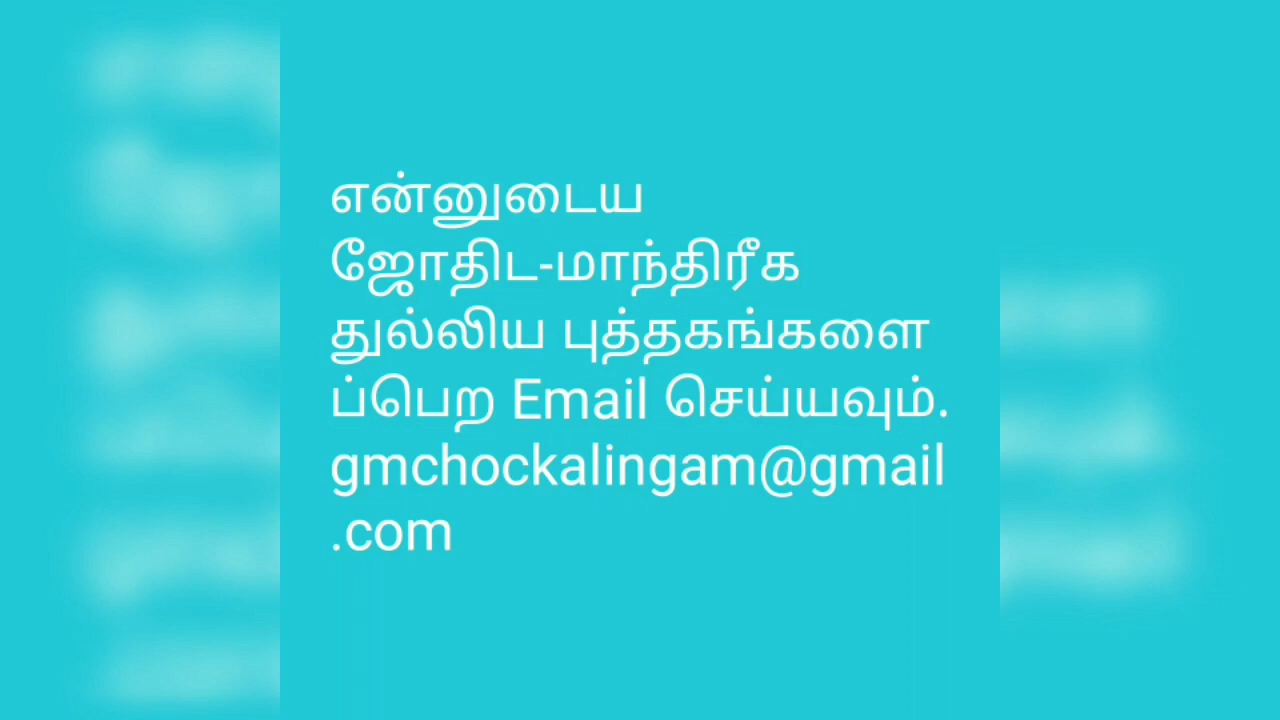 என்னுடைய
ஜோதிட-மாந்திரீக
துல்லிய புத்தகங்களை
ப்பெற Email செய்யவும்.
gmchockalingam@gmail
.com